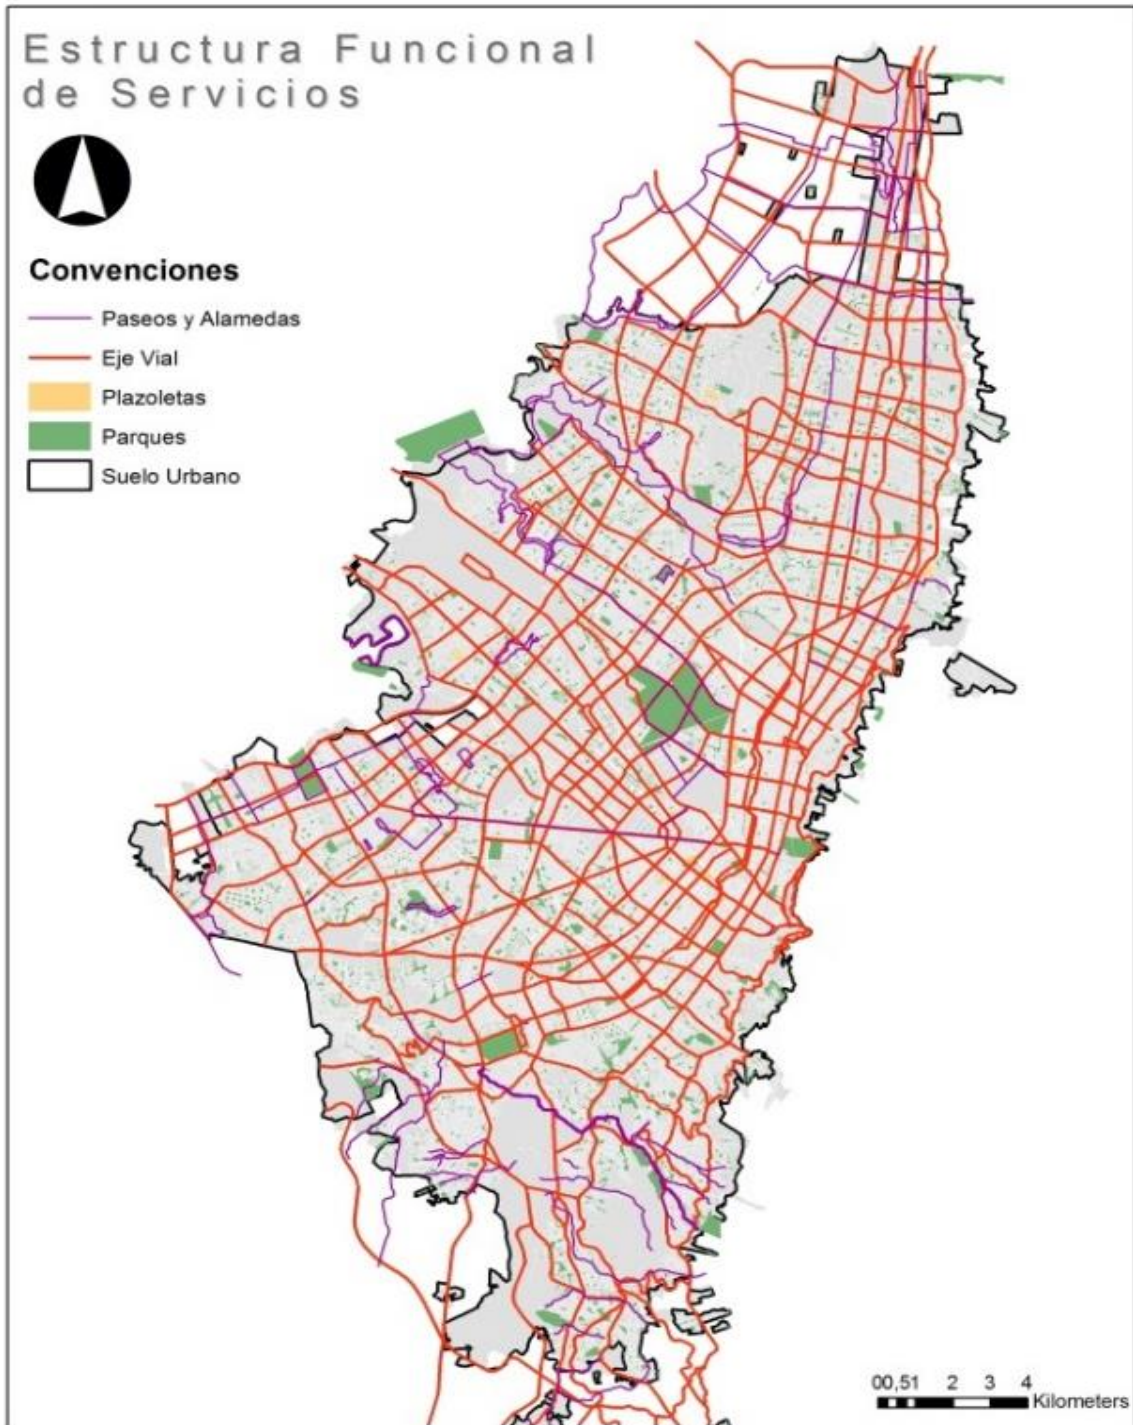 Estructura Funcional
de Servicios
Convenciones
Paseos y Alamedas
Eje Vial
Plazoletas
Parques
Suelo Urbano
00,51 2 3 4
Kilometers